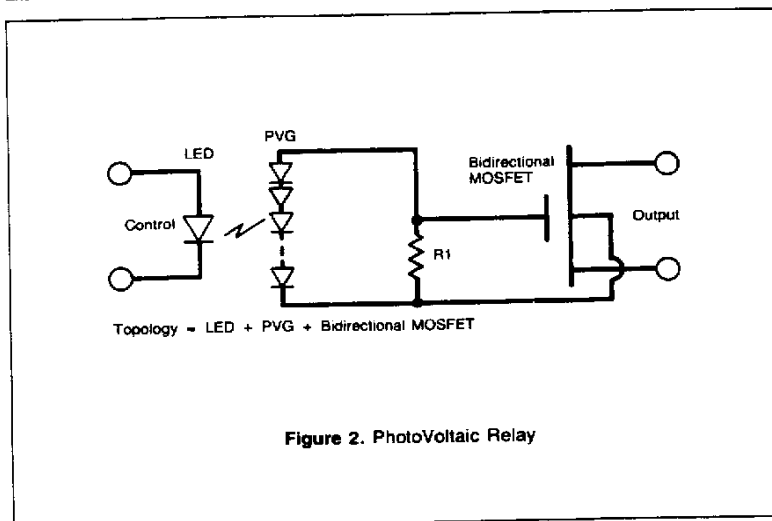 PVG
LED
Bidirectional
MOSFET
Control
Output
R1
Topology = LED + PVG + Bidirectional MOSFET
Figure 2. PhotoVoltaic Relay